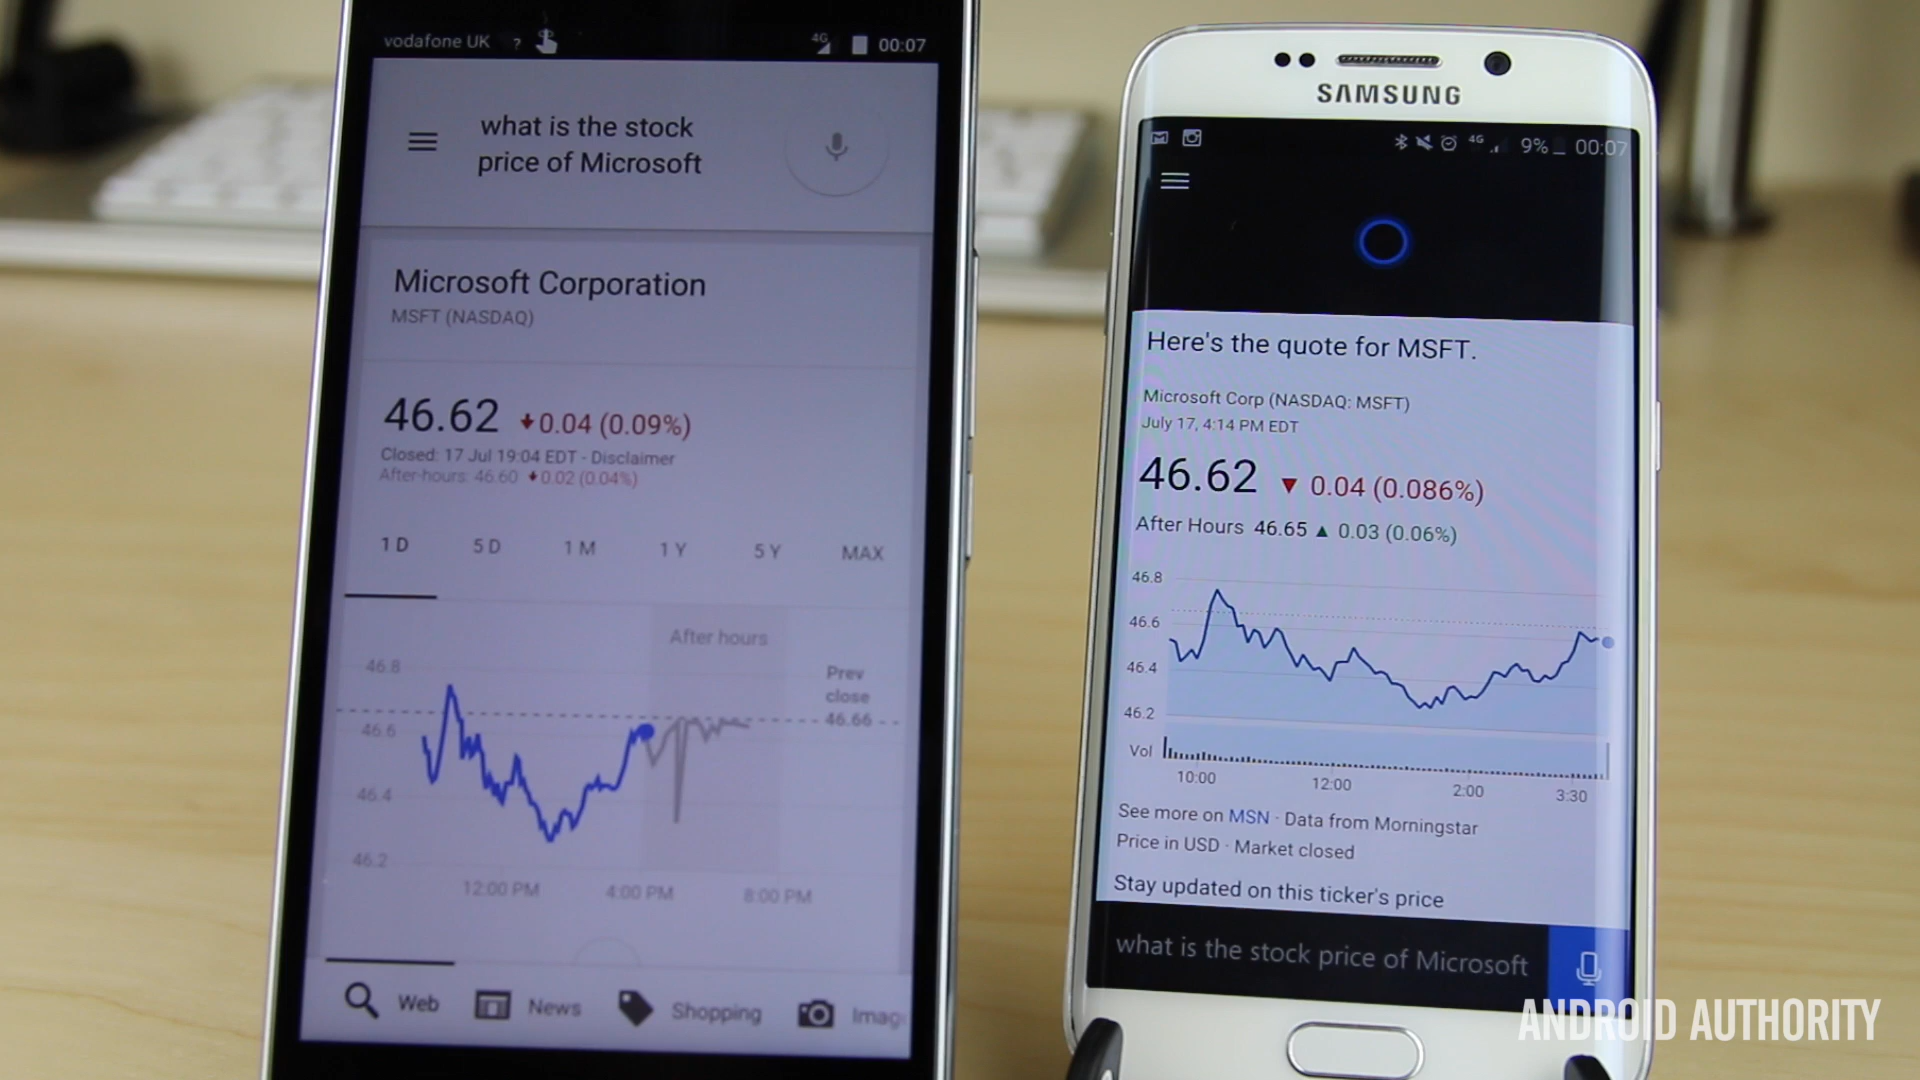 vodafone UK ? 4G 00:07
what is the stock
price of Microsoft
Microsoft Corporation
MSFT (NASDAQ)
46.62 0.04 (0.09%)
Closed: 17 Jul 19:04 EDT - Disclaimer
After-hours: 46.60 0.02 (0.04%)
1 D 5 D 1 M 1 Y 5 Y MAX
After hours
46.8
Prev
close
46.66
46.6
46.4
46.2
12:00 PM 4:00 PM 8:00 PM
Web News Shopping Imag
SAMSUNG
4G 9% 00:07
Here's the quote for MSFT.
Microsoft Corp (NASDAQ: MSFT)
July 17, 4:14 PM EDT
46.62 ▼ 0.04 (0.086%)
After Hours 46.65 ▲ 0.03 (0.06%)
46.8
46.6
46.4
46.2
Vol
10:00 12:00 2:00 3:30
See more on MSN · Data from Morningstar
Price in USD · Market closed
Stay updated on this ticker's price
what is the stock price of Microsoft
ANDROID AUTHORITY